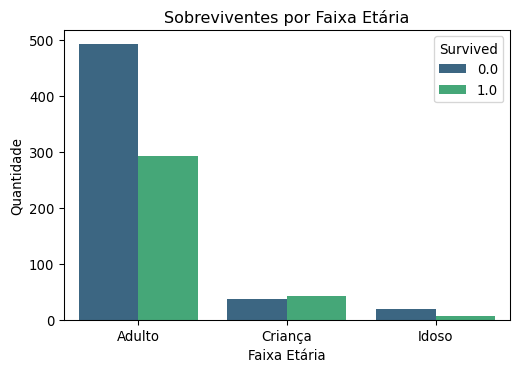 Sobreviventes por Faixa Etária
Survived
0.0
1.0
500
400
300
200
100
0
Quantidade
Adulto
Criança
Idoso
Faixa Etária